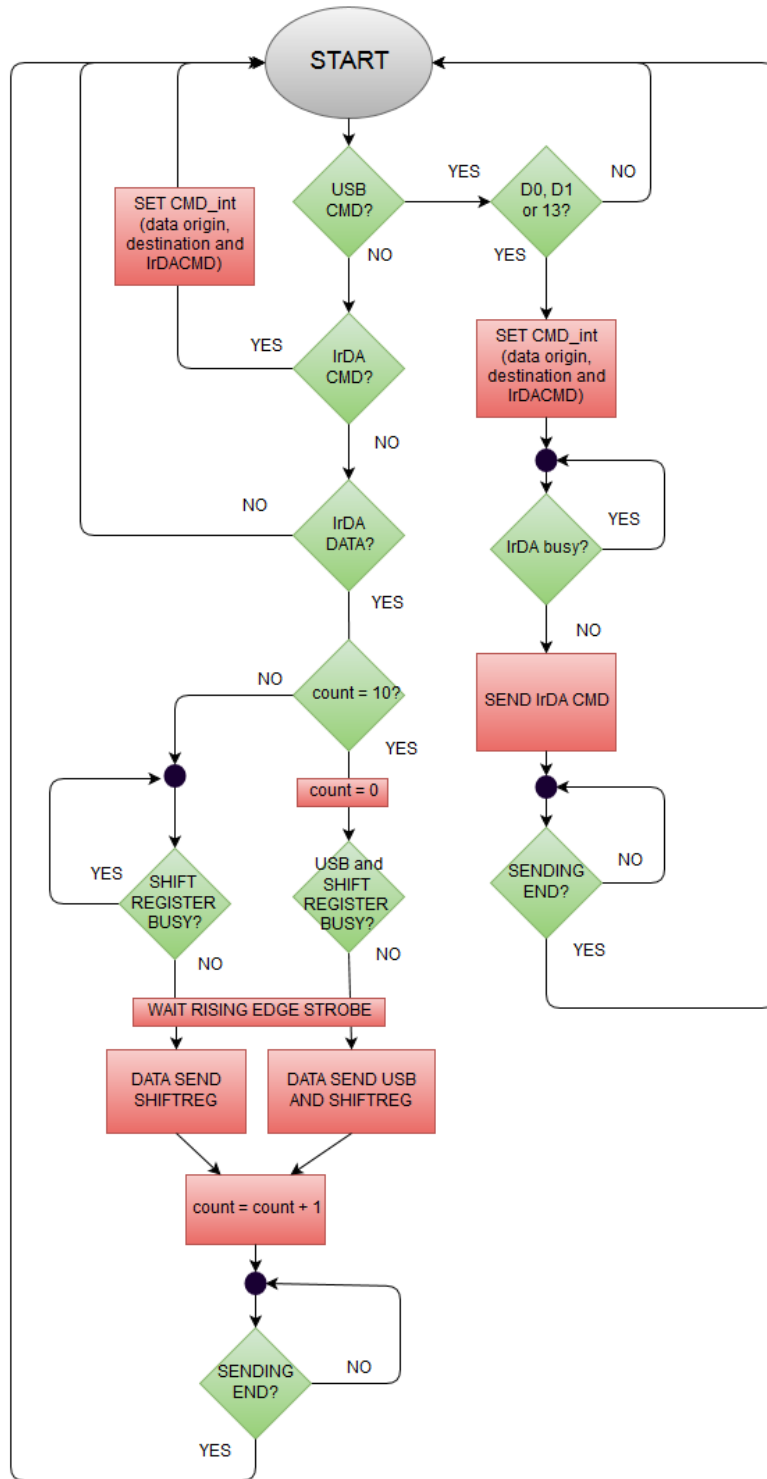 START
USB
CMD?
YES
D0, D1
or 13?
NO
SET CMD_int
(data origin,
destination and
IrDACMD)
NO
YES
SET CMD_int
(data origin,
destination and
IrDACMD)
YES
IrDA
CMD?
NO
NO
IrDA
DATA?
YES
IrDA busy?
YES
NO
NO
count = 10?
SEND IrDA CMD
YES
count = 0
YES
SHIFT
REGISTER
BUSY?
USB and
SHIFT
REGISTER
BUSY?
SENDING
END?
NO
NO
NO
YES
WAIT RISING EDGE STROBE
DATA SEND
SHIFTREG
DATA SEND USB
AND SHIFTREG
count = count + 1
SENDING
END?
NO
YES